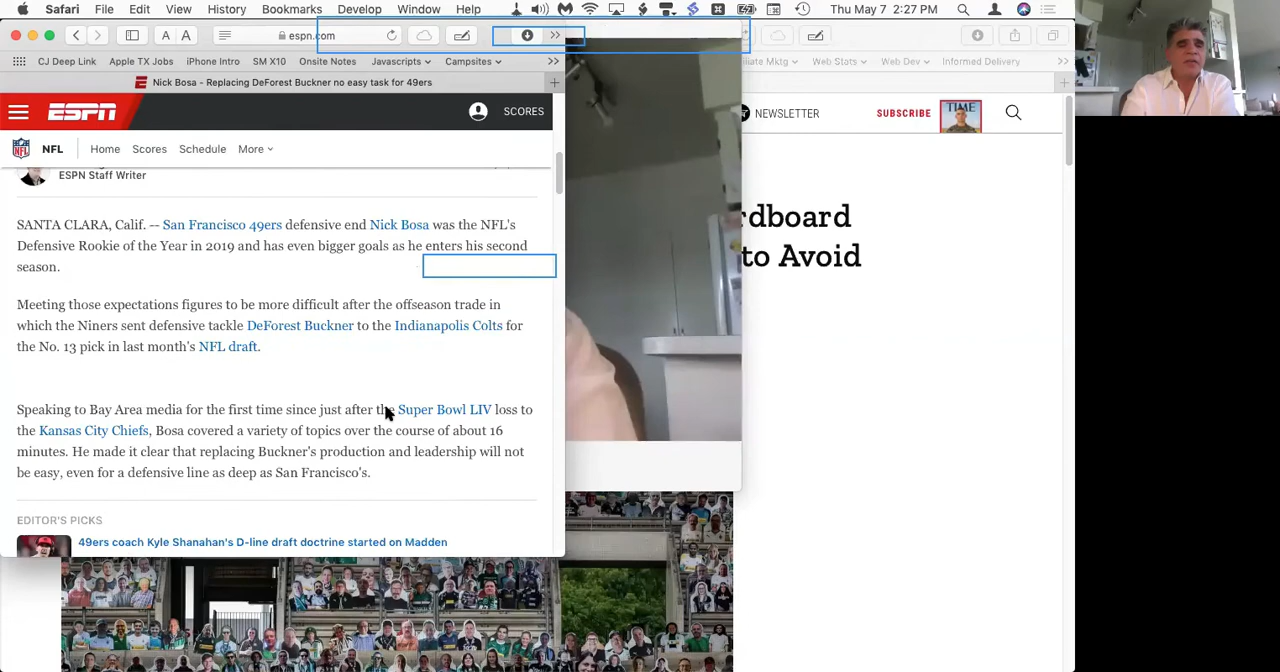 Safari File Edit View History Bookmarks Develop Window Help Thu May 7 2:27 PM
A A espn.com
CJ Deep Link Apple TX Jobs iPhone Intro SM X10 Onsite Notes Javascripts Campsites >>
iliate Mktg Web Stats Web Dev Informed Delivery >>
Nick Bosa - Replacing DeForest Buckner no easy task for 49ers
ESPN SCORES
NEWSLETTER SUBSCRIBE TIME
NFL Home Scores Schedule More
ESPN Staff Writer
SANTA CLARA, Calif. -- San Francisco 49ers defensive end Nick Bosa was the NFL's
Defensive Rookie of the Year in 2019 and has even bigger goals as he enters his second
season.
Meeting those expectations figures to be more difficult after the offseason trade in
which the Niners sent defensive tackle DeForest Buckner to the Indianapolis Colts for
the No. 13 pick in last month's NFL draft.
Speaking to Bay Area media for the first time since just after the Super Bowl LIV loss to
the Kansas City Chiefs, Bosa covered a variety of topics over the course of about 16
minutes. He made it clear that replacing Buckner's production and leadership will not
be easy, even for a defensive line as deep as San Francisco's.
EDITOR'S PICKS
49ers coach Kyle Shanahan's D-line draft doctrine started on Madden
rdboard
to Avoid